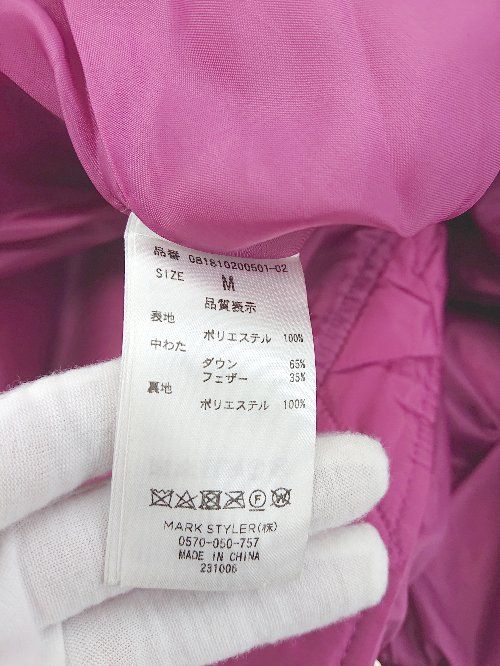 品番 081810200501-02
SIZE M
品質表示
表地 ポリエステル 100%
中わた ダウン 65%
フェザー 35%
裏地 ポリエステル 100%
MARK STYLER(株)
0570-050-757
MADE IN CHINA
231006